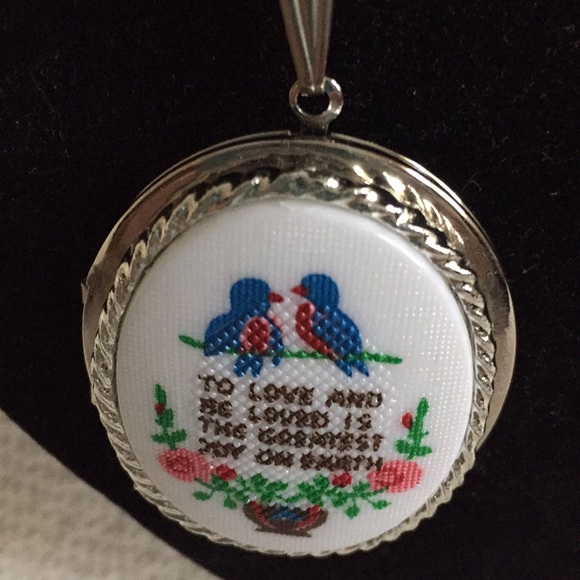 TO LOVE AND
BE LOVED IS
THE GREATEST
JOY ON EARTH